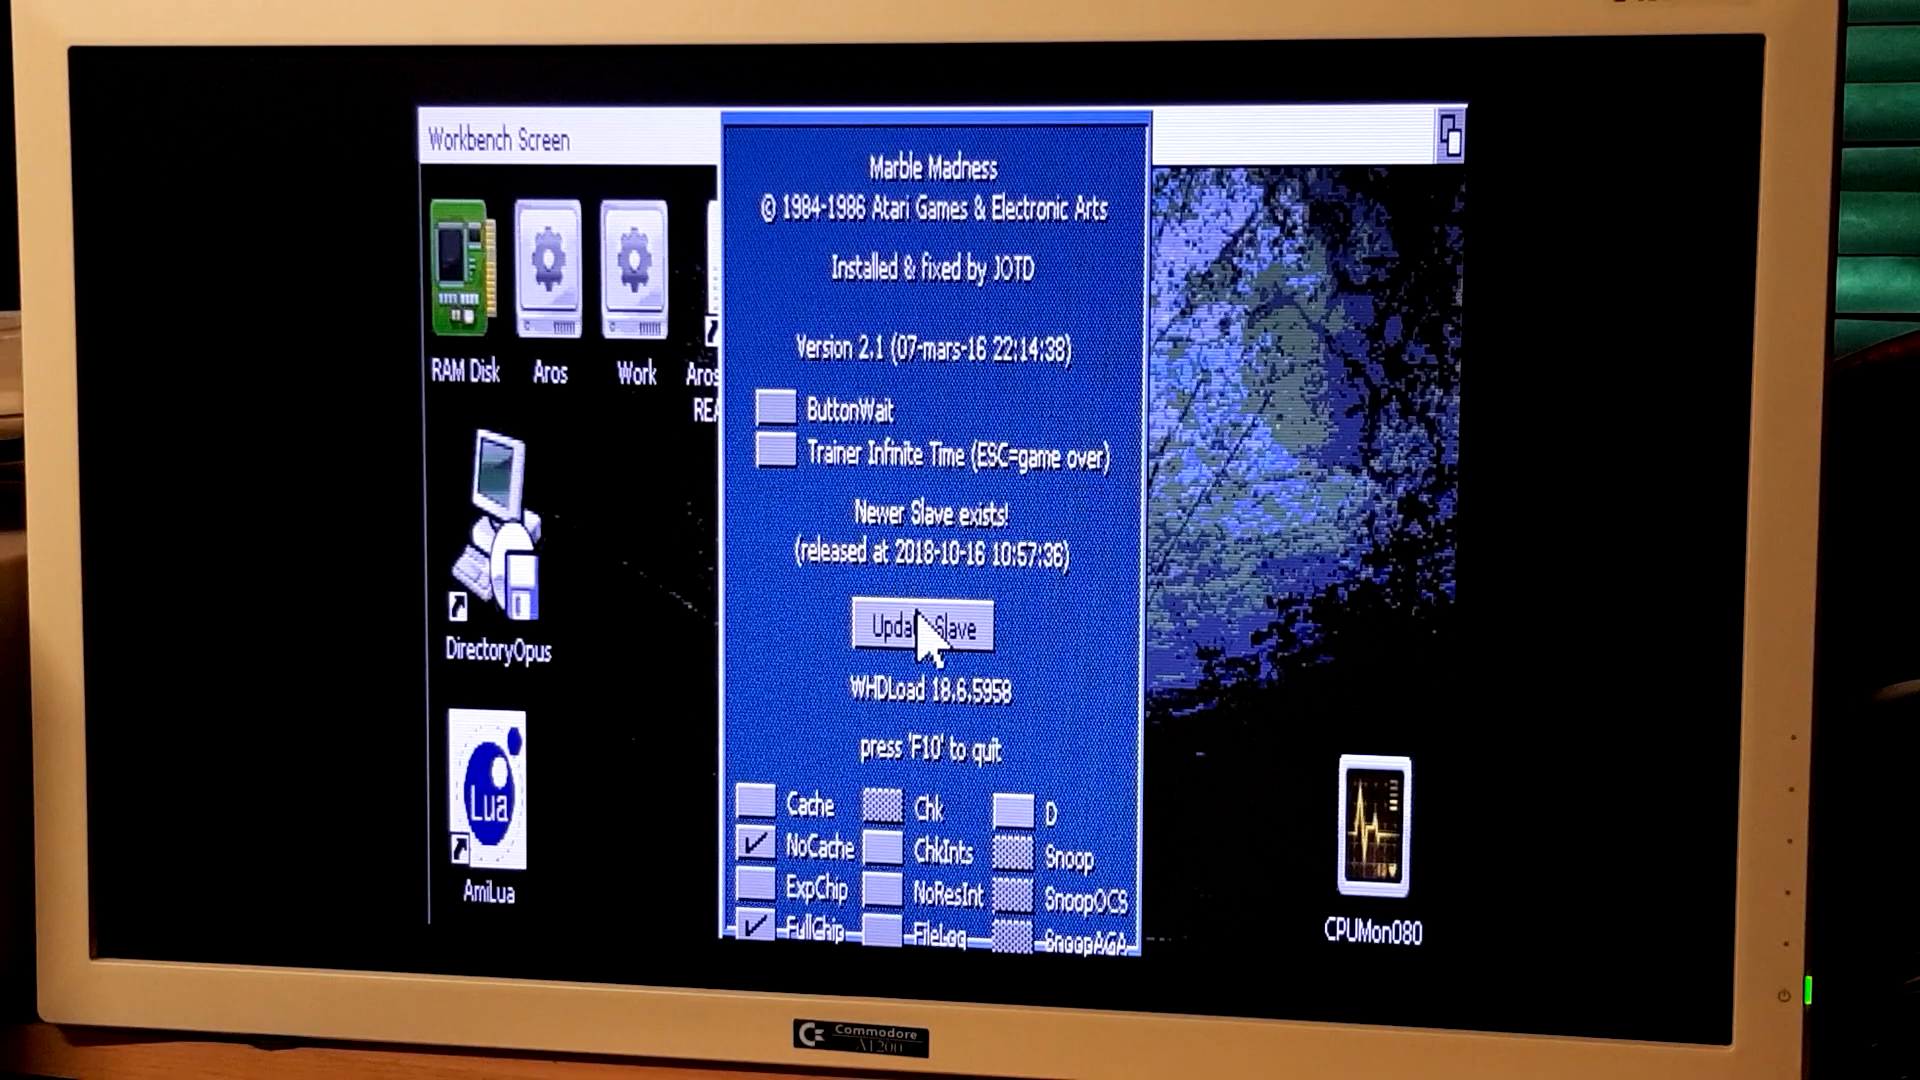 Workbench Screen
Marble Madness
© 1984-1986 Atari Games & Electronic Arts
Installed & fixed by JOTD
Version 2.1 (07-mars-16 22:14:38)
RAM Disk
Aros
Work
Aros
REA
ButtonWait
Trainer Infinite Time (ESC=game over)
Newer Slave exists!
(released at 2018-10-16 10:57:36)
Upda Slave
DirectoryOpus
WHDLoad 18.6.5958
press 'F10' to quit
Lua
AmiLua
Cache Chk D
NoCache ChkInts Snoop
ExpChip NoResInt SnoopOCS
FullChip FileLog SnoopAGA
CPUMon080
Commodore
A1200